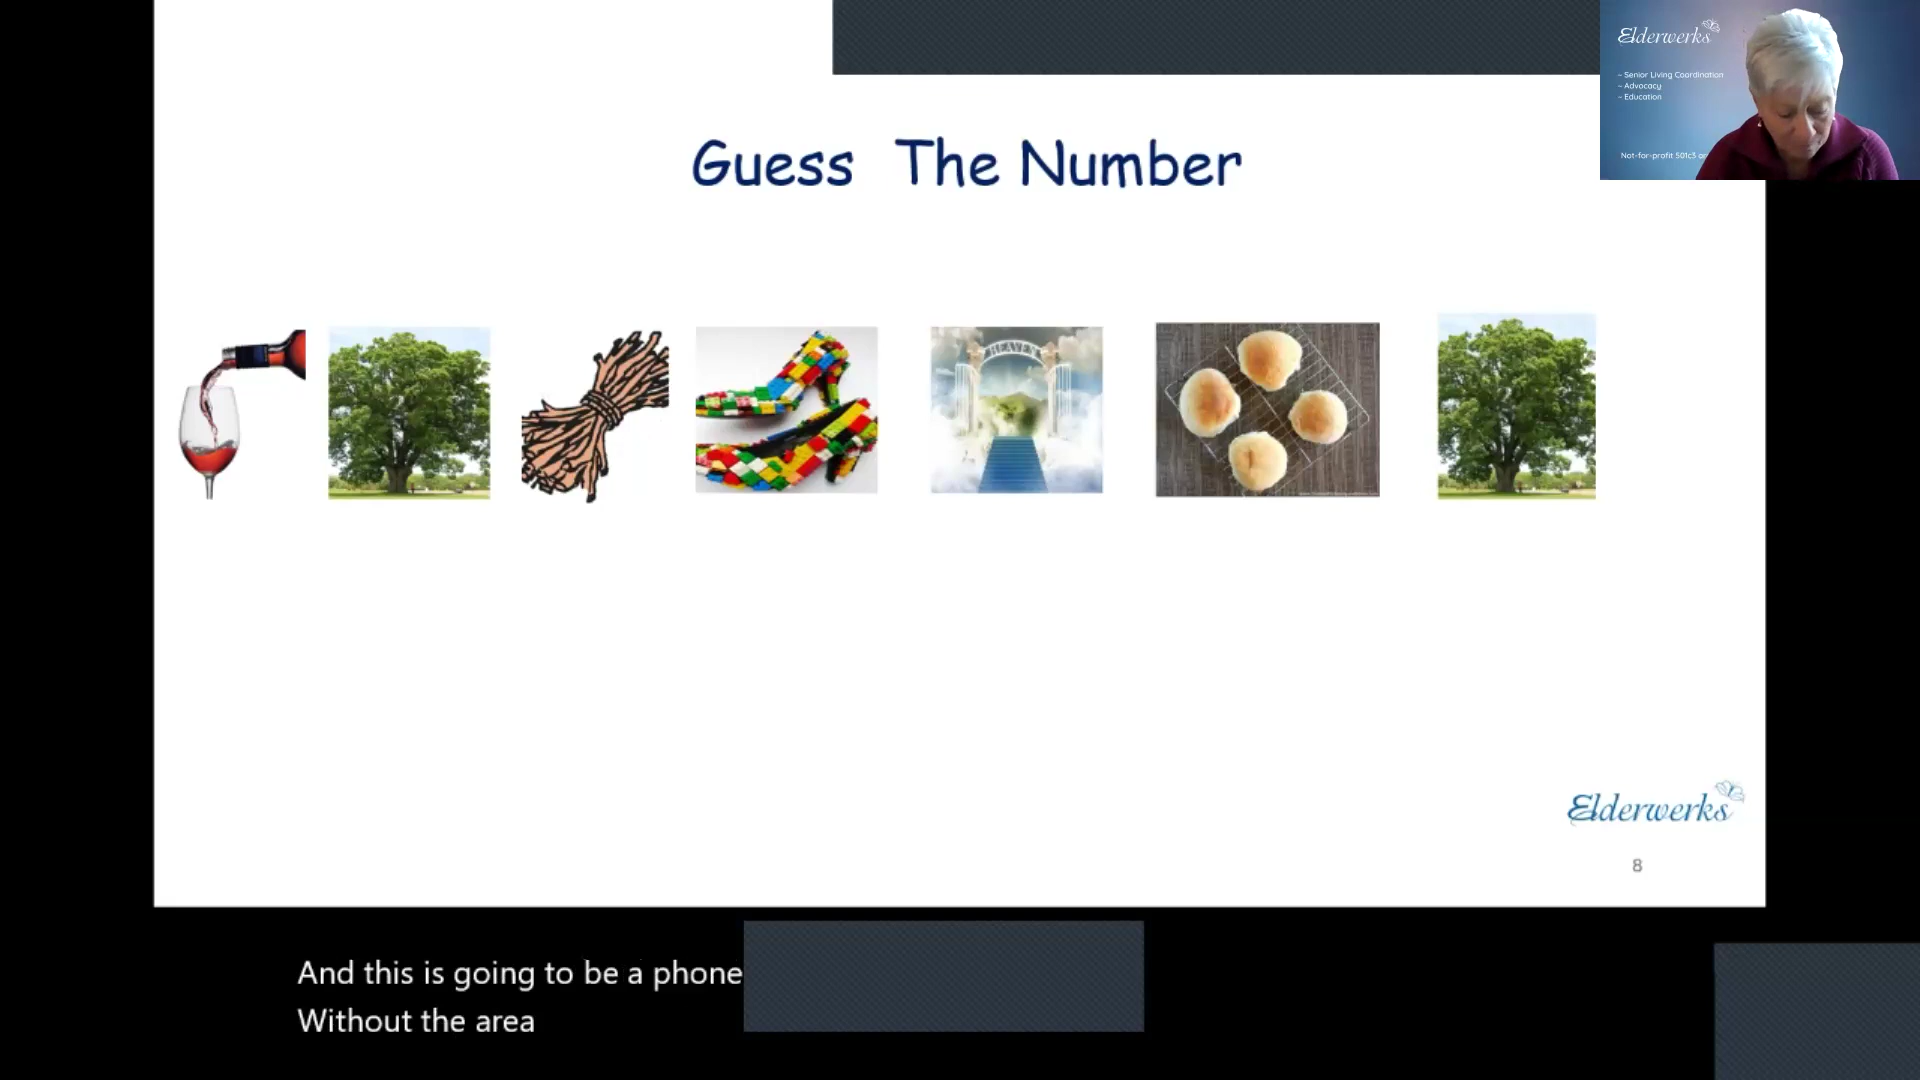 Elderwerks
~ Senior Living Coordination
~ Advocacy
~ Education
Not-for-profit 501c3
Guess The Number
HEAVEN
Elderwerks
8
And this is going to be a phone
Without the area